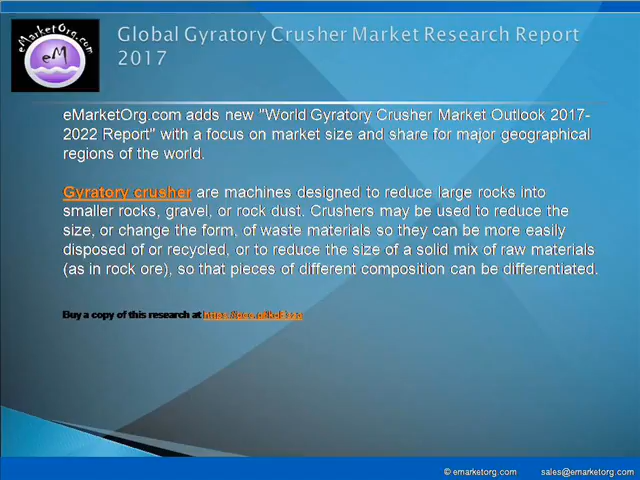 eMarketOrg.com
eM
Global Gyratory Crusher Market Research Report
2017
eMarketOrg.com adds new "World Gyratory Crusher Market Outlook 2017-
2022 Report" with a focus on market size and share for major geographical
regions of the world.
Gyratory crusher are machines designed to reduce large rocks into
smaller rocks, gravel, or rock dust. Crushers may be used to reduce the
size, or change the form, of waste materials so they can be more easily
disposed of or recycled, or to reduce the size of a solid mix of raw materials
(as in rock ore), so that pieces of different composition can be differentiated.
Buy a copy of this research at
© emarketorg.com sales@emarketorg.com